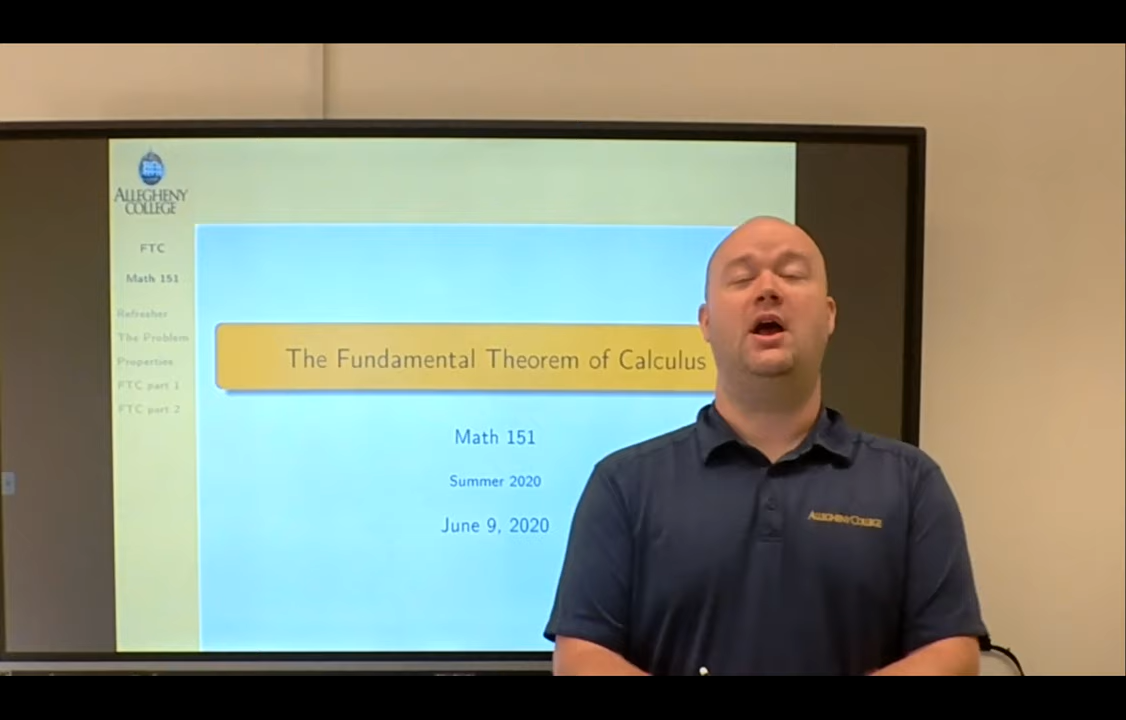 ALLEGHENY
COLLEGE
FTC
Math 151
Refresher
The Problem
Properties
FTC part 1
FTC part 2
The Fundamental Theorem of Calculus
Math 151
Summer 2020
June 9, 2020
ALLEGHENY COLLEGE